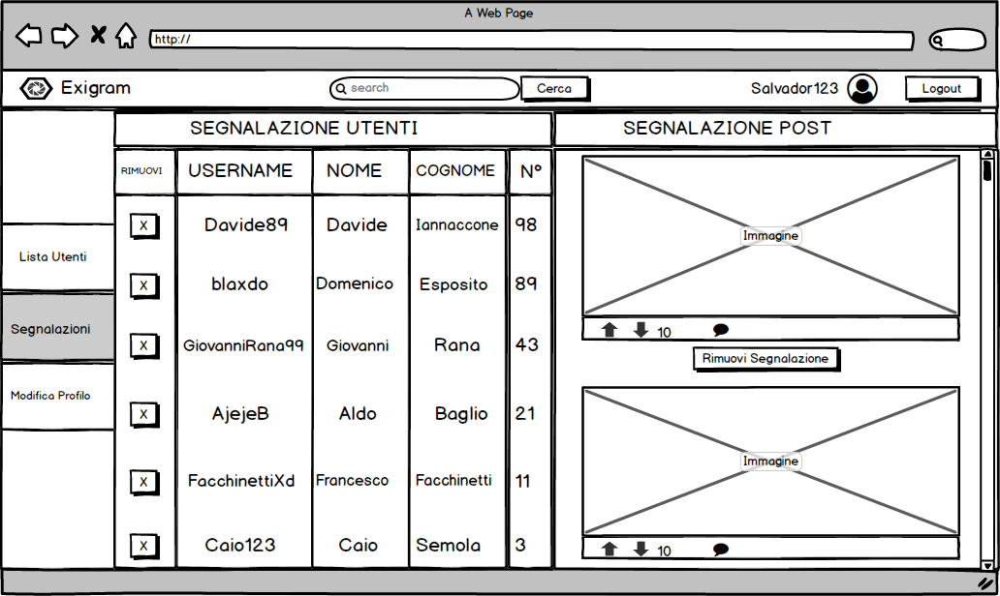 A Web Page
http://
Exigram
search
Cerca
Salvador123
Logout
SEGNALAZIONE UTENTI
SEGNALAZIONE POST
Lista Utenti
Segnalazioni
Modifica Profilo
RIMUOVI USERNAME NOME COGNOME N°
X Davide89 Davide Iannaccone 98
X blaxdo Domenico Esposito 89
X GiovanniRana99 Giovanni Rana 43
X AjejeB Aldo Baglio 21
X FacchinettiXd Francesco Facchinetti 11
X Caio123 Caio Semola 3
Immagine
10
Rimuovi Segnalazione
Immagine
10